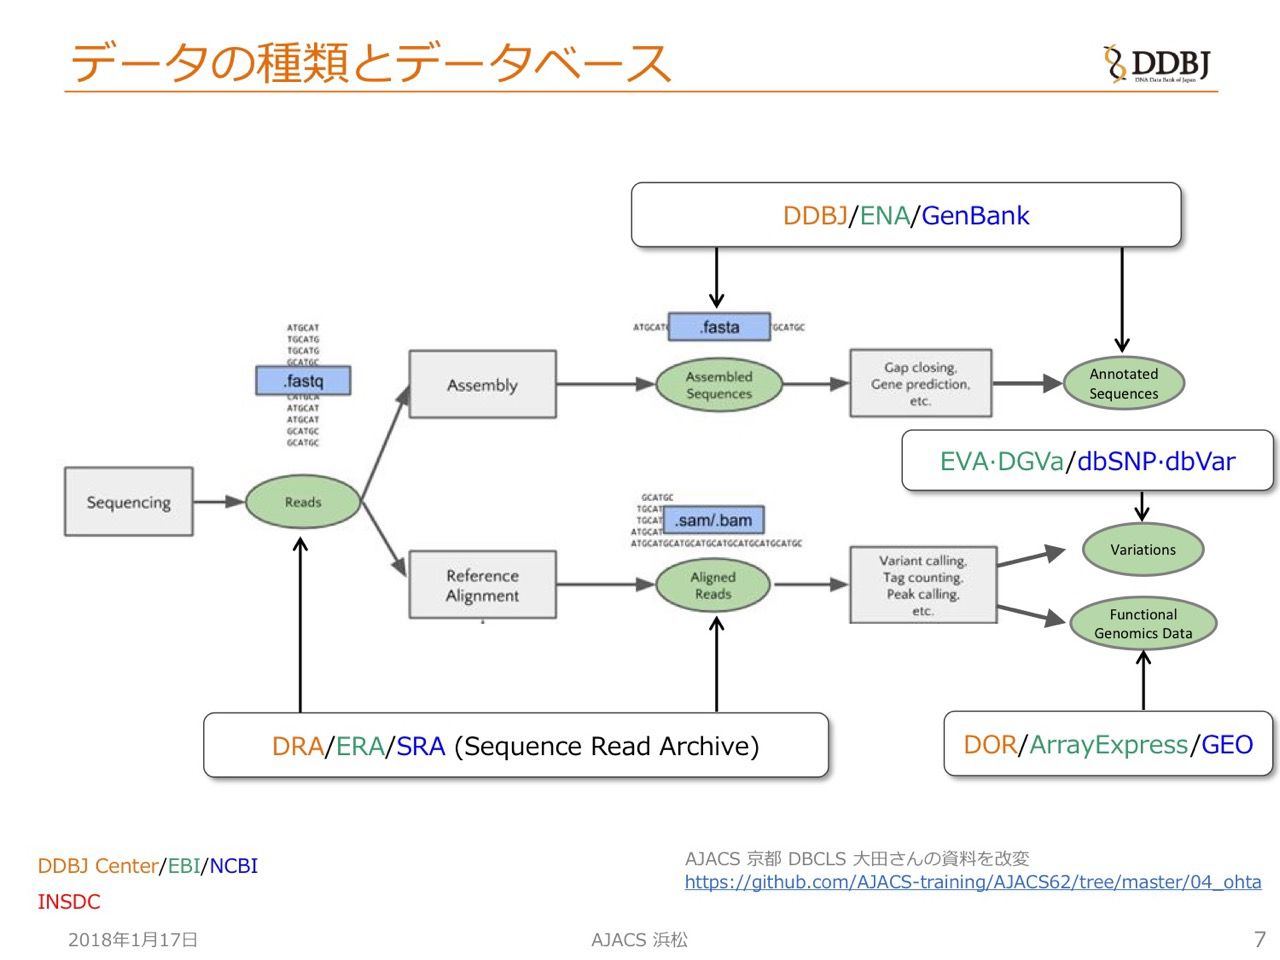 データの種類とデータベース
DDBJ
DNA Data Bank of Japan
DDBJ/ENA/GenBank
ATGCAT
TGCATG
TGCATG
GCATGC
.fastq
CATGCA
ATGCAT
ATGCAT
GCATGC
GCATGC
ATGCATG
.fasta
GCATGC
Assembly
Assembled
Sequences
Gap closing,
Gene prediction,
etc.
Annotated
Sequences
EVA·DGVa/dbSNP·dbVar
Sequencing
Reads
GCATGC
TGCAT
TGCAT
ATGCAT
.sam/.bam
ATGCATGCATGCATGCATGCATGCATGC
Reference
Alignment
Aligned
Reads
Variant calling,
Tag counting,
Peak calling,
etc.
Variations
Functional
Genomics Data
DRA/ERA/SRA (Sequence Read Archive)
DOR/ArrayExpress/GEO
DDBJ Center/EBI/NCBI
INSDC
AJACS 京都 DBCLS 大田さんの資料を改変
https://github.com/AJACS-training/AJACS62/tree/master/04_ohta
2018年1月17日
AJACS 浜松
7